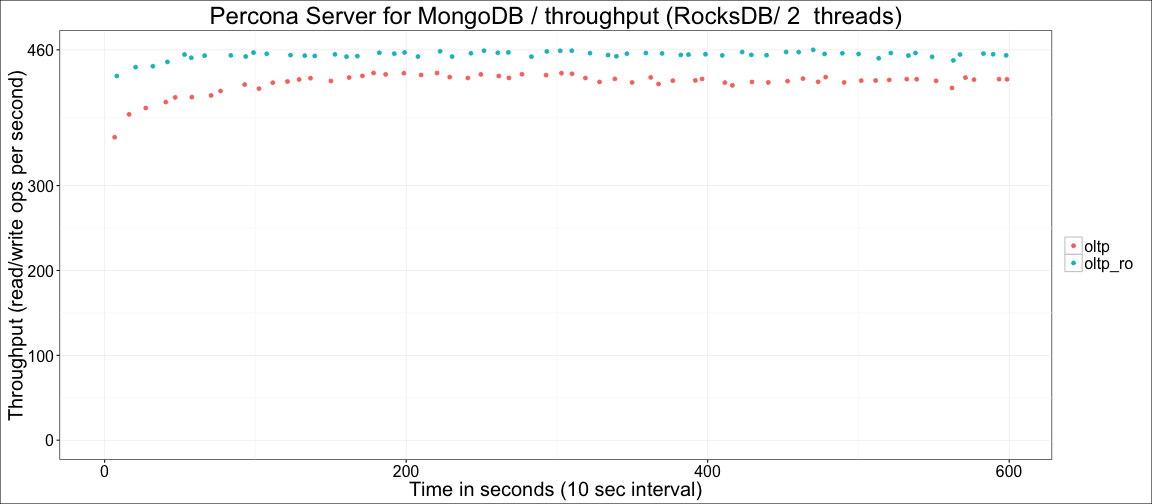 Percona Server for MongoDB / throughput (RocksDB/ 2  threads)
Throughput (read/write ops per second)
460
300
200
100
0
0 200 400 600
Time in seconds (10 sec interval)
oltp
oltp_ro